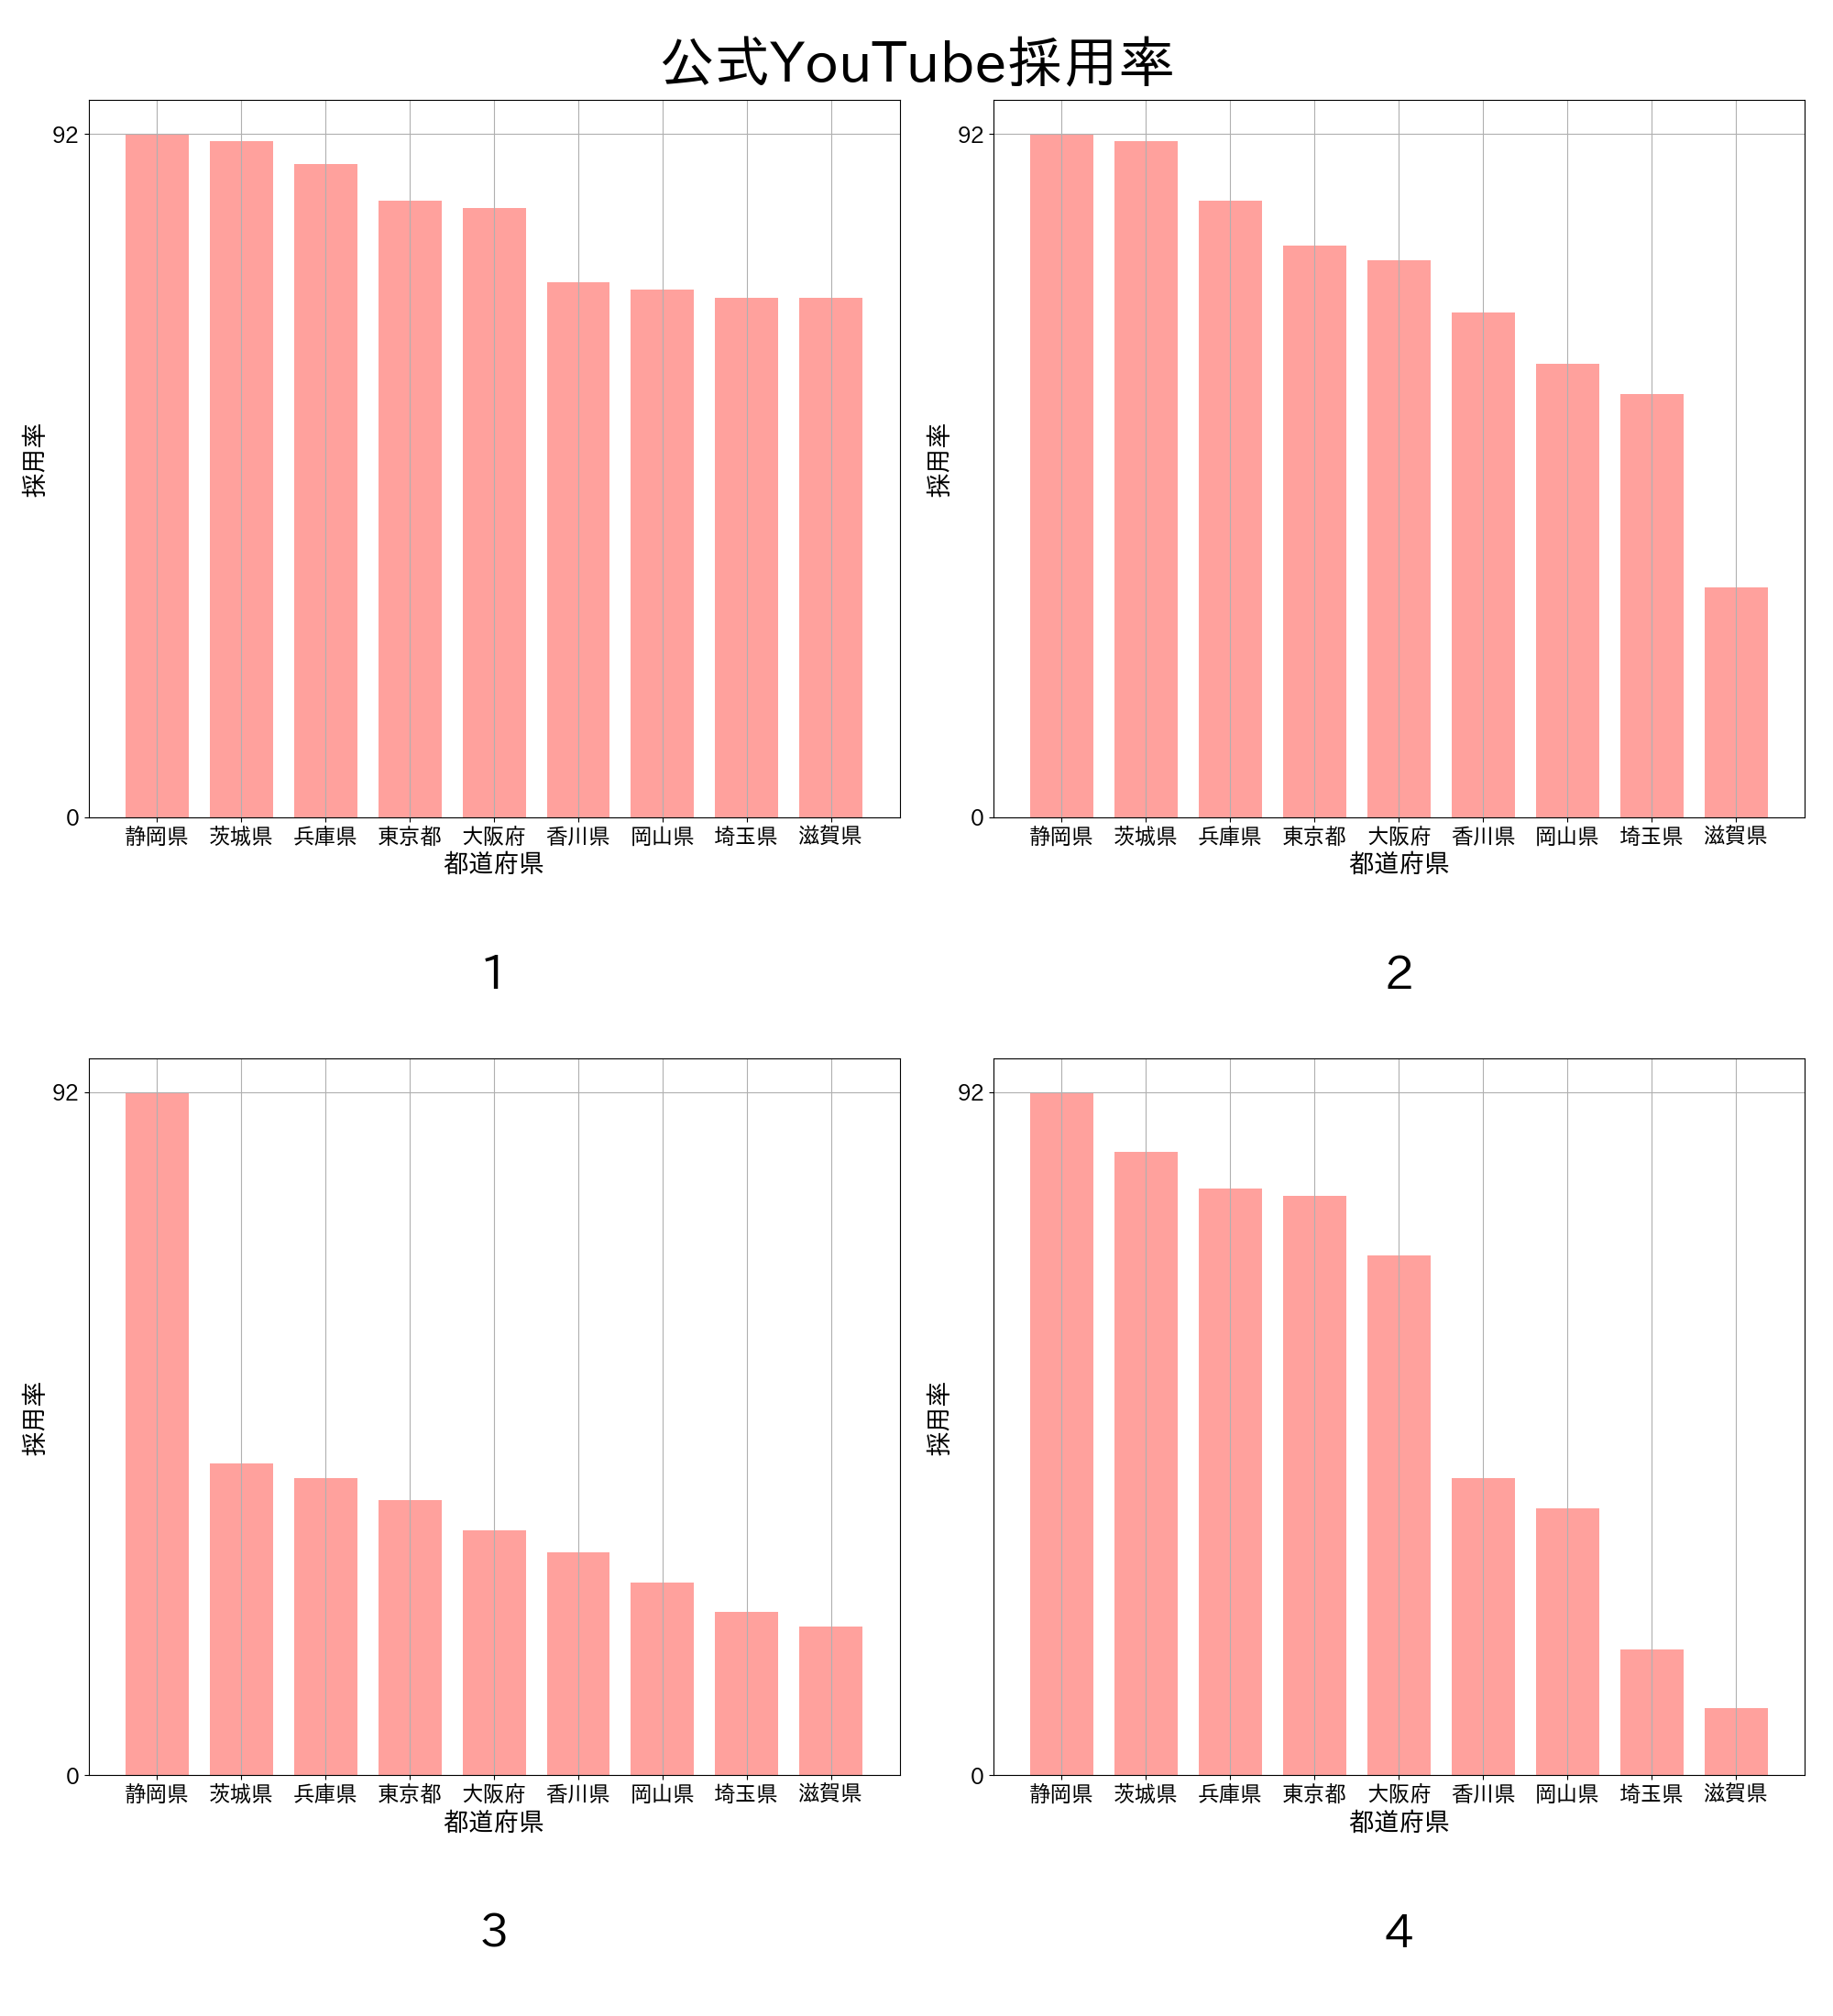 公式YouTube採用率
92
0
採用率
静岡県 茨城県 兵庫県 東京都 大阪府 香川県 岡山県 埼玉県 滋賀県
都道府県
1
92
0
採用率
静岡県 茨城県 兵庫県 東京都 大阪府 香川県 岡山県 埼玉県 滋賀県
都道府県
2
92
0
採用率
静岡県 茨城県 兵庫県 東京都 大阪府 香川県 岡山県 埼玉県 滋賀県
都道府県
3
92
0
採用率
静岡県 茨城県 兵庫県 東京都 大阪府 香川県 岡山県 埼玉県 滋賀県
都道府県
4